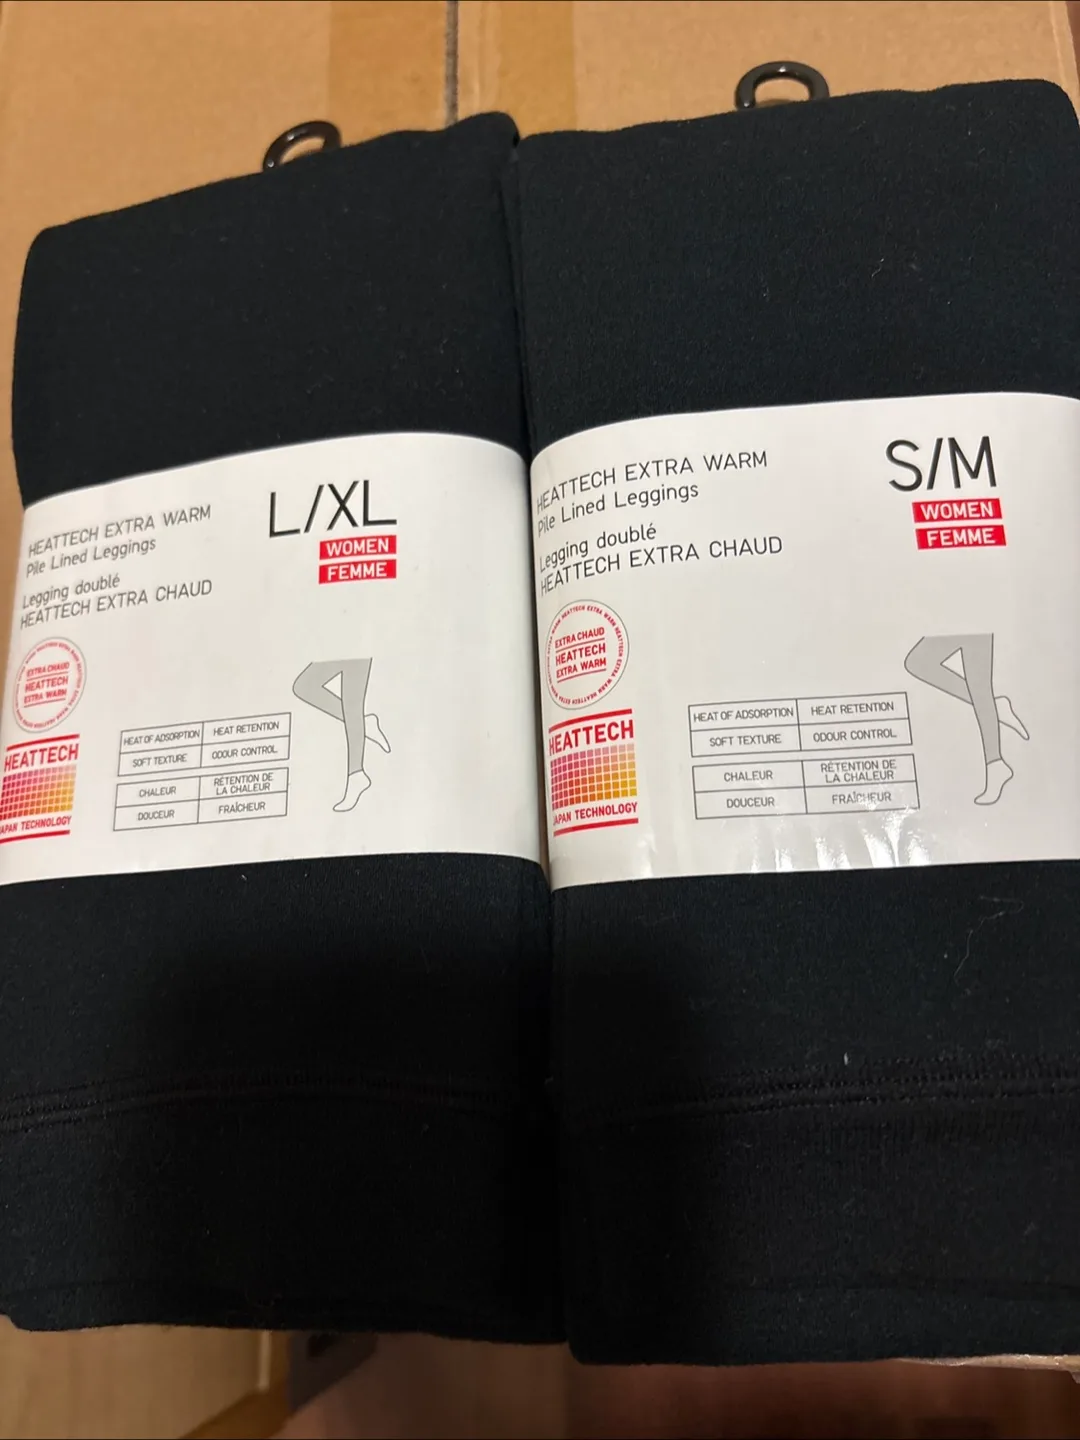 HEATTECH EXTRA WARM
Pile Lined Leggings
Legging doublé
HEATTECH EXTRA CHAUD
L/XL
WOMEN
FEMME
EXTRA CHAUD
HEATTECH
EXTRA WARM
HEATTECH
JAPAN TECHNOLOGY
HEAT OF ADSORPTION HEAT RETENTION
SOFT TEXTURE ODOUR CONTROL
CHALEUR RÉTENTION DE
LA CHALEUR
DOUCEUR FRAÎCHEUR
HEATTECH EXTRA WARM
Pile Lined Leggings
Legging doublé
HEATTECH EXTRA CHAUD
S/M
WOMEN
FEMME
EXTRA CHAUD
HEATTECH
EXTRA WARM
HEATTECH
JAPAN TECHNOLOGY
HEAT OF ADSORPTION HEAT RETENTION
SOFT TEXTURE ODOUR CONTROL
CHALEUR RÉTENTION DE
LA CHALEUR
DOUCEUR FRAÎCHEUR